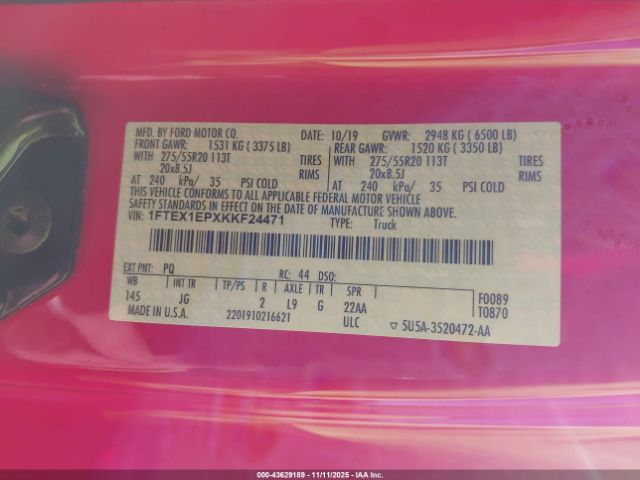 MFD. BY FORD MOTOR CO. DATE: 10/19 GVWR: 2948 KG ( 6500 LB)
FRONT GAWR: 1531 KG ( 3375 LB) REAR GAWR: 1520 KG ( 3350 LB)
WITH 275/55R20 113T TIRES WITH 275/55R20 113T TIRES
20x8.5J RIMS 20x8.5J RIMS
AT 240 kPa/ 35 PSI COLD AT 240 kPa/ 35 PSI COLD
THIS VEHICLE CONFORMS TO ALL APPLICABLE FEDERAL MOTOR VEHICLE
SAFETY STANDARDS IN EFFECT ON THE DATE OF MANUFACTURE SHOWN ABOVE.
VIN: 1FTEX1EPXKKF24471 TYPE: Truck
EXT PNT: PQ RC: 44 DSO:
WB INT TR TP/PS R AXLE TR SPR
145 JG 2 L9 G 22AA F0089
MADE IN U.S.A. 2201910216621 ULC T0870
▽ 5U5A-3520472-AA
000-43629189 - 11/11/2025 - IAA Inc.